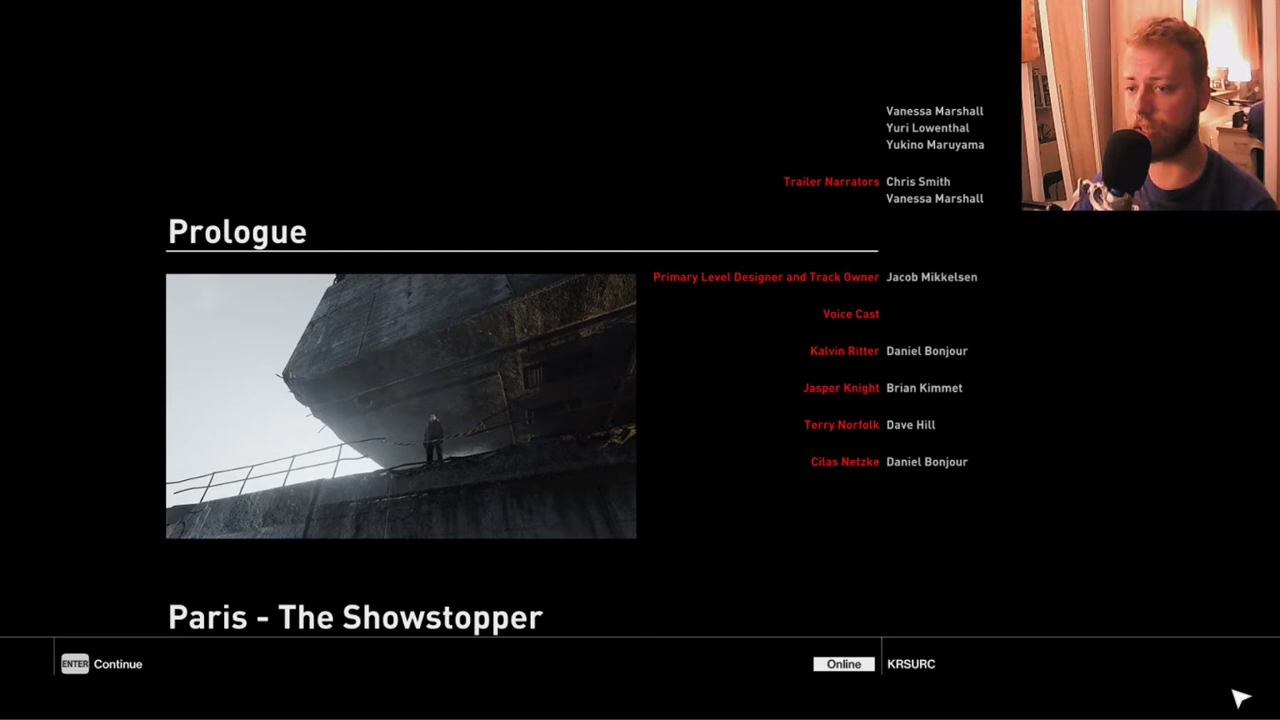 Vanessa Marshall
Yuri Lowenthal
Yukino Maruyama
Trailer Narrators Chris Smith
Vanessa Marshall
Prologue
Primary Level Designer and Track Owner Jacob Mikkelsen
Voice Cast
Kalvin Ritter Daniel Bonjour
Jasper Knight Brian Kimmet
Terry Norfolk Dave Hill
Cilas Netzke Daniel Bonjour
Paris - The Showstopper
ENTER Continue
Online KRSURC